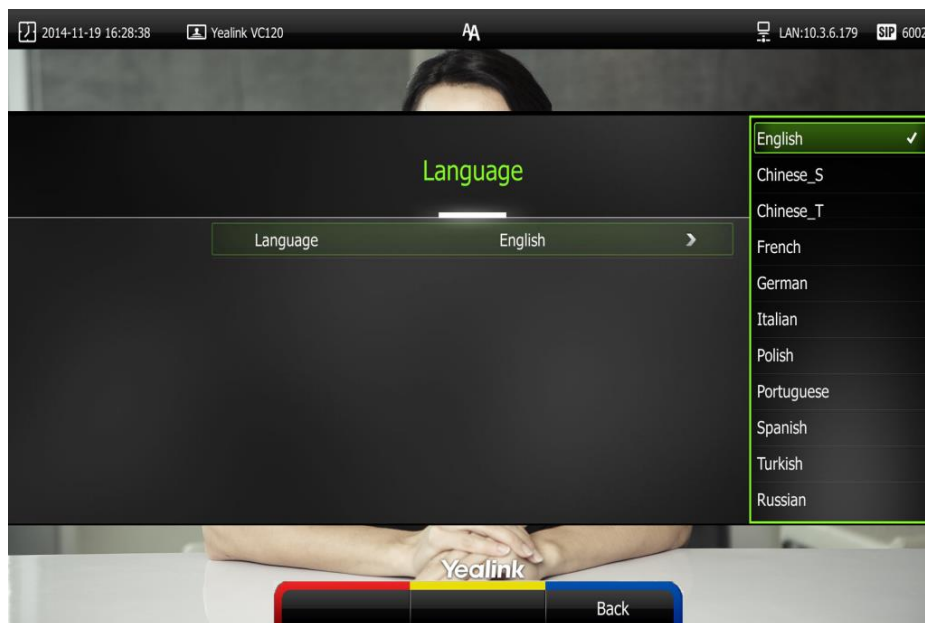 2014-11-19 16:28:38 Yealink VC120 AA LAN:10.3.6.179 SIP 6002
Language
Language English
English
Chinese_S
Chinese_T
French
German
Italian
Polish
Portuguese
Spanish
Turkish
Russian
Yealink
Back